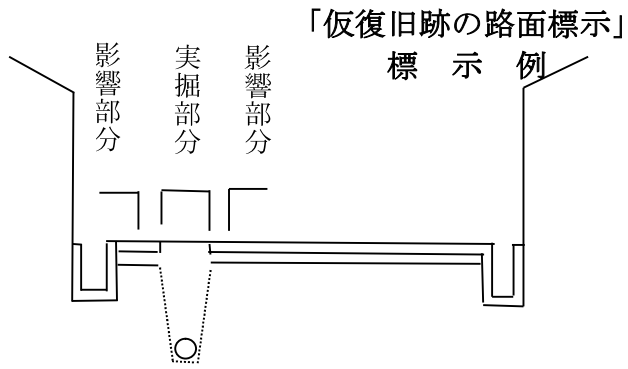 「仮復旧跡の路面標示」
標 示 例
影響部分
実掘部分
影響部分